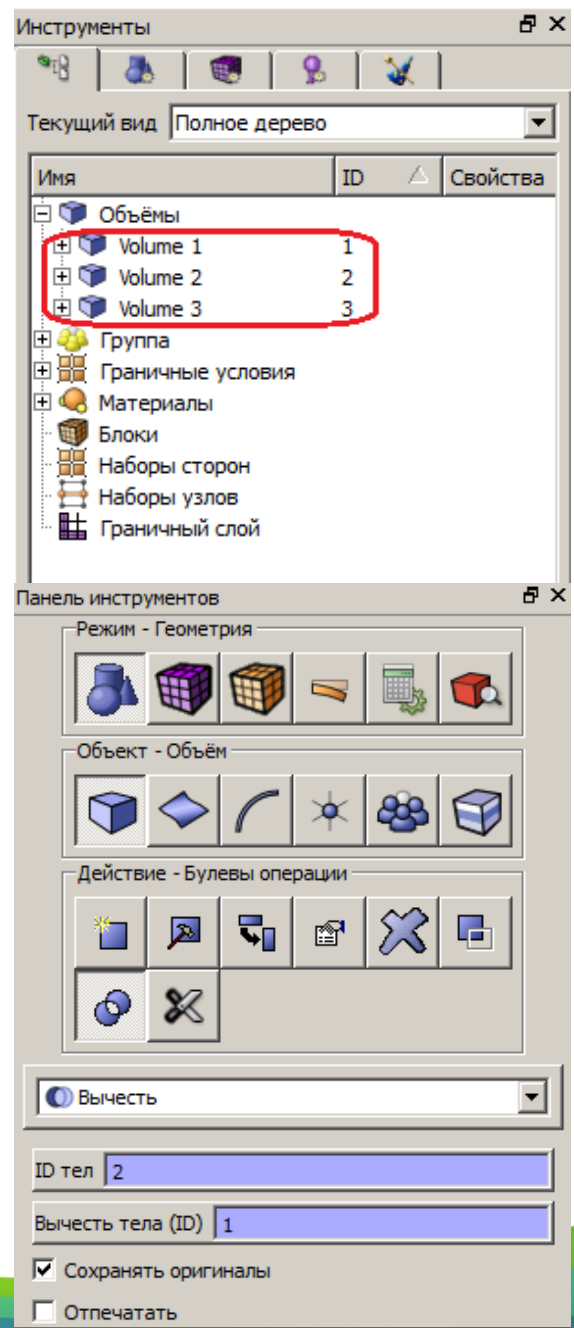 Инструменты
Текущий вид Полное дерево
Имя ID Свойства
Объёмы
Volume 1 1
Volume 2 2
Volume 3 3
Группа
Граничные условия
Материалы
Блоки
Наборы сторон
Наборы узлов
Граничный слой
Панель инструментов
Режим - Геометрия
Объект - Объём
Действие - Булевы операции
Вычесть
ID тел 2
Вычесть тела (ID) 1
Сохранять оригиналы
Отпечатать